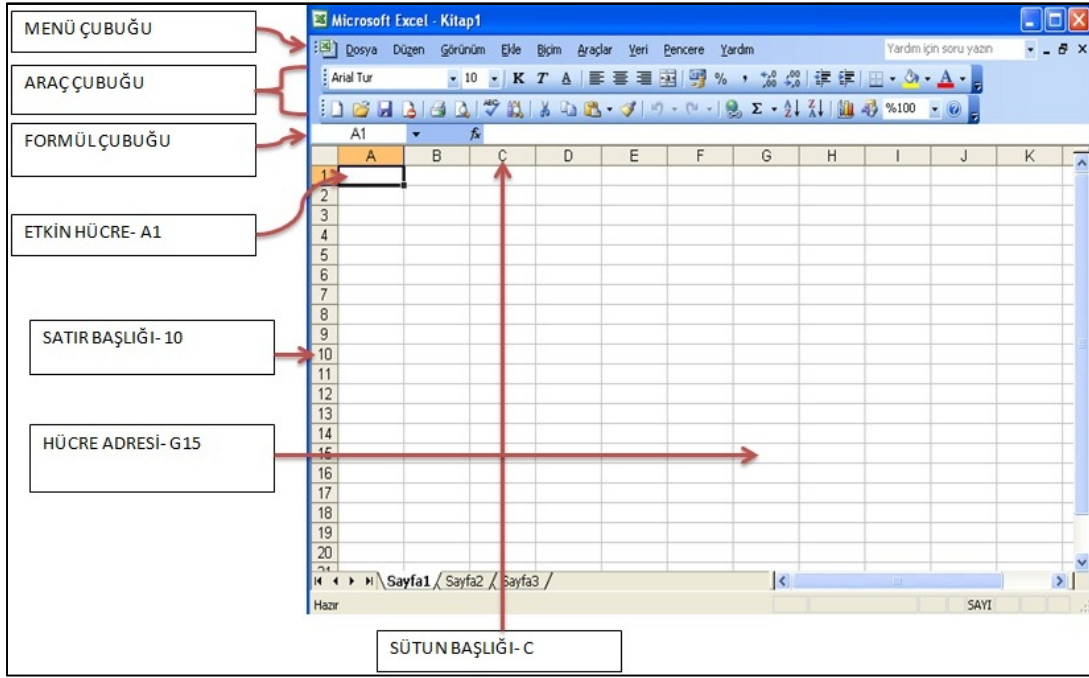 MENÜ ÇUBUĞU
ARAÇ ÇUBUĞU
FORMÜL ÇUBUĞU
ETKİN HÜCRE- A1
SATIR BAŞLIĞI- 10
HÜCRE ADRESİ- G15
SÜTUN BAŞLIĞI- C
Microsoft Excel - Kitap1
Dosya Düzen Görünüm Ekle Biçim Araçlar Veri Pencere Yardım Yardım için soru yazın
Arial Tur 10 K T A %
%100
A1 fx
A B C D E F G H I J K
1
2
3
4
5
6
7
8
9
10
11
12
13
14
15
16
17
18
19
20
21
Sayfa1 Sayfa2 Sayfa3
Hazır SAYI